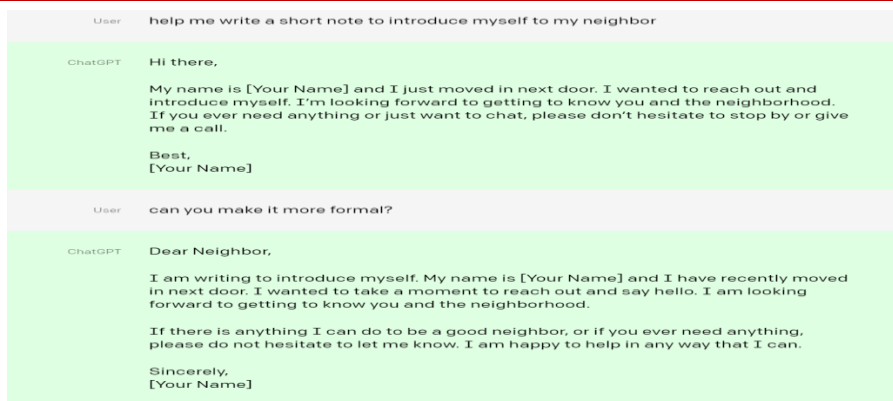 User help me write a short note to introduce myself to my neighbor
ChatGPT Hi there,
My name is [Your Name] and I just moved in next door. I wanted to reach out and
introduce myself. I'm looking forward to getting to know you and the neighborhood.
If you ever need anything or just want to chat, please don't hesitate to stop by or give
me a call.
Best,
[Your Name]
User can you make it more formal?
ChatGPT Dear Neighbor,
I am writing to introduce myself. My name is [Your Name] and I have recently moved
in next door. I wanted to take a moment to reach out and say hello. I am looking
forward to getting to know you and the neighborhood.
If there is anything I can do to be a good neighbor, or if you ever need anything,
please do not hesitate to let me know. I am happy to help in any way that I can.
Sincerely,
[Your Name]